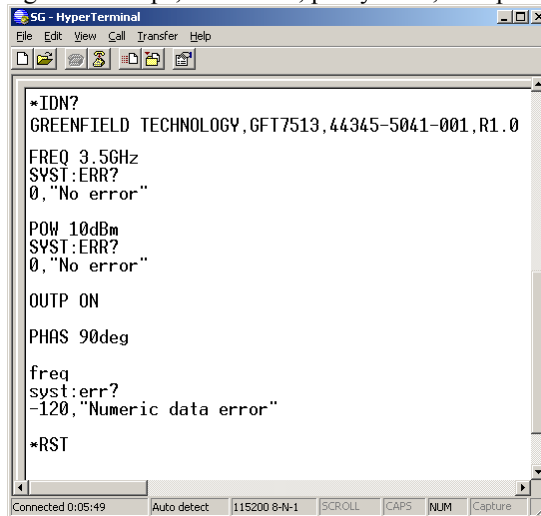 SG - HyperTerminal
File Edit View Call Transfer Help
*IDN?
GREENFIELD TECHNOLOGY,GFT7513,44345-5041-001,R1.0
FREQ 3.5GHz
SYST:ERR?
0,"No error"
POW 10dBm
SYST:ERR?
0,"No error"
OUTP ON
PHAS 90deg
freq
syst:err?
-120,"Numeric data error"
*RST
Connected 0:05:49 Auto detect 115200 8-N-1 SCROLL CAPS NUM Capture